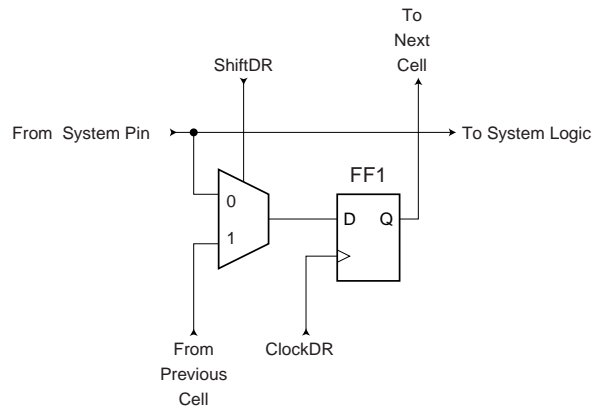 To
Next
Cell
ShiftDR
From System Pin
To System Logic
FF1
0
D Q
1
From
Previous
Cell
ClockDR